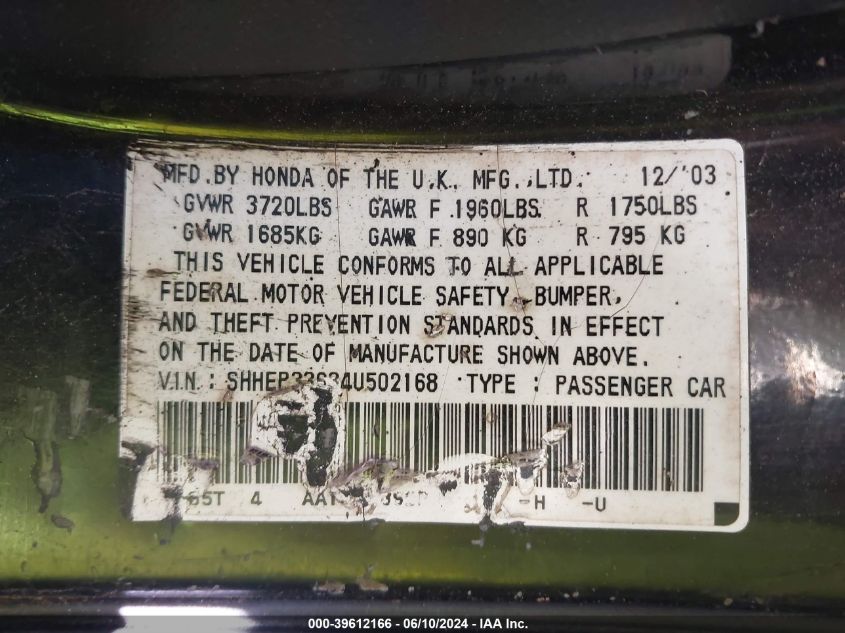 MFD.BY HONDA OF THE U.K. MFG.,LTD. 12/'03
GVWR 3720LBS GAWR F 1960LBS R 1750LBS
GVWR 1685KG GAWR F 890 KG R 795 KG
THIS VEHICLE CONFORMS TO ALL APPLICABLE
FEDERAL MOTOR VEHICLE SAFETY, BUMPER,
AND THEFT PREVENTION STANDARDS IN EFFECT
ON THE DATE OF MANUFACTURE SHOWN ABOVE.
V.I.N.: TYPE : PASSENGER CAR
4 -H -U
000-39612166 - 06/10/2024 - IAA Inc.